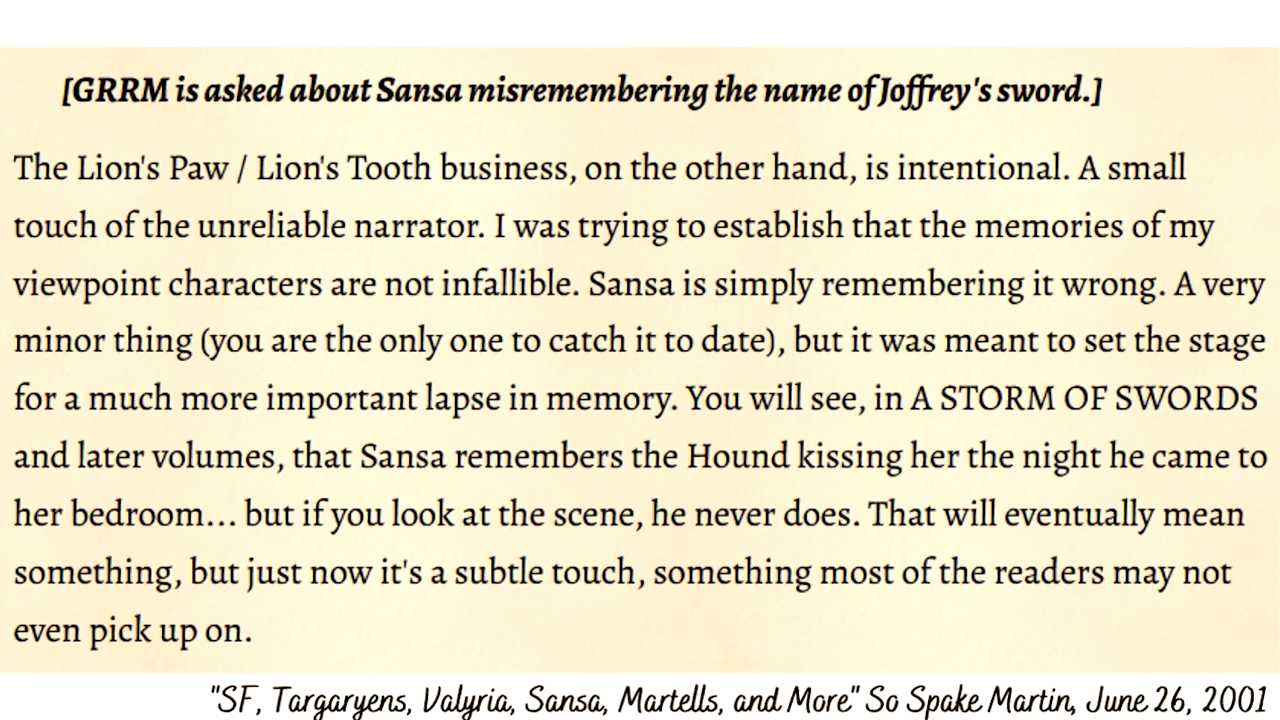 [GRRM is asked about Sansa misremembering the name of Joffrey's sword.]
The Lion's Paw / Lion's Tooth business, on the other hand, is intentional. A small
touch of the unreliable narrator. I was trying to establish that the memories of my
viewpoint characters are not infallible. Sansa is simply remembering it wrong. A very
minor thing (you are the only one to catch it to date), but it was meant to set the stage
for a much more important lapse in memory. You will see, in A STORM OF SWORDS
and later volumes, that Sansa remembers the Hound kissing her the night he came to
her bedroom... but if you look at the scene, he never does. That will eventually mean
something, but just now it's a subtle touch, something most of the readers may not
even pick up on.
"SF, Targaryens, Valyria, Sansa, Martells, and More" So Spake Martin, June 26, 2001